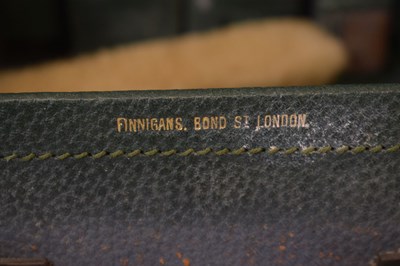 FINNIGANS. BOND ST LONDON.